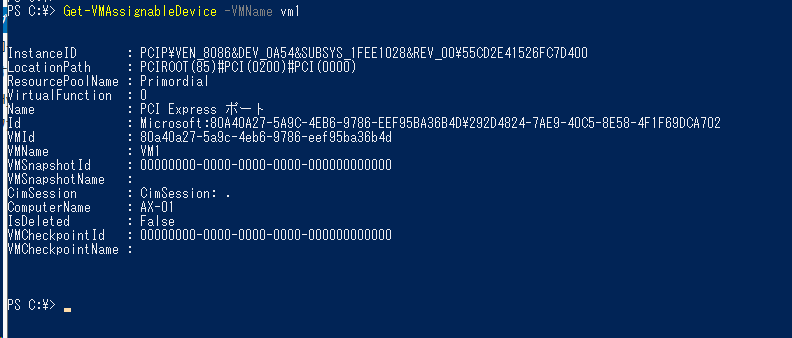 PS C:¥> Get-VMAssignableDevice -VMName vm1
InstanceID : PCIP¥VEN_8086&DEV_0A54&SUBSYS_1FEE1028&REV_00¥55CD2E41526FC7D400
LocationPath : PCIROOT(85)#PCI(0200)#PCI(0000)
ResourcePoolName : Primordial
VirtualFunction : 0
Name : PCI Express ポート
Id : Microsoft:80A40A27-5A9C-4EB6-9786-EEF95BA36B4D¥292D4824-7AE9-40C5-8E58-4F1F69DCA702
VMId : 80a40a27-5a9c-4eb6-9786-eef95ba36b4d
VMName : VM1
VMSnapshotId : 00000000-0000-0000-0000-000000000000
VMSnapshotName :
CimSession : CimSession: .
ComputerName : AX-01
IsDeleted : False
VMCheckpointId : 00000000-0000-0000-0000-000000000000
VMCheckpointName :
PS C:¥>